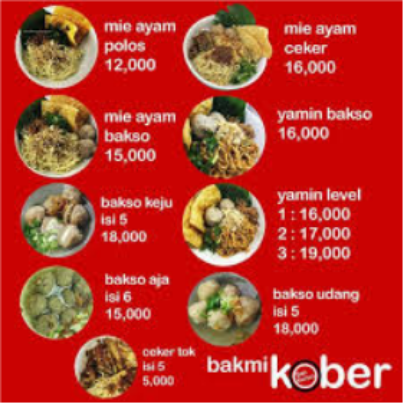 mie ayam
polos
12,000
mie ayam
ceker
16,000
mie ayam
bakso
15,000
yamin bakso
16,000
bakso keju
isi 5
18,000
yamin level
1 : 16,000
2 : 17,000
3 : 19,000
bakso aja
isi 6
15,000
bakso udang
isi 5
18,000
ceker tok
isi 5
5,000
bakmi kober